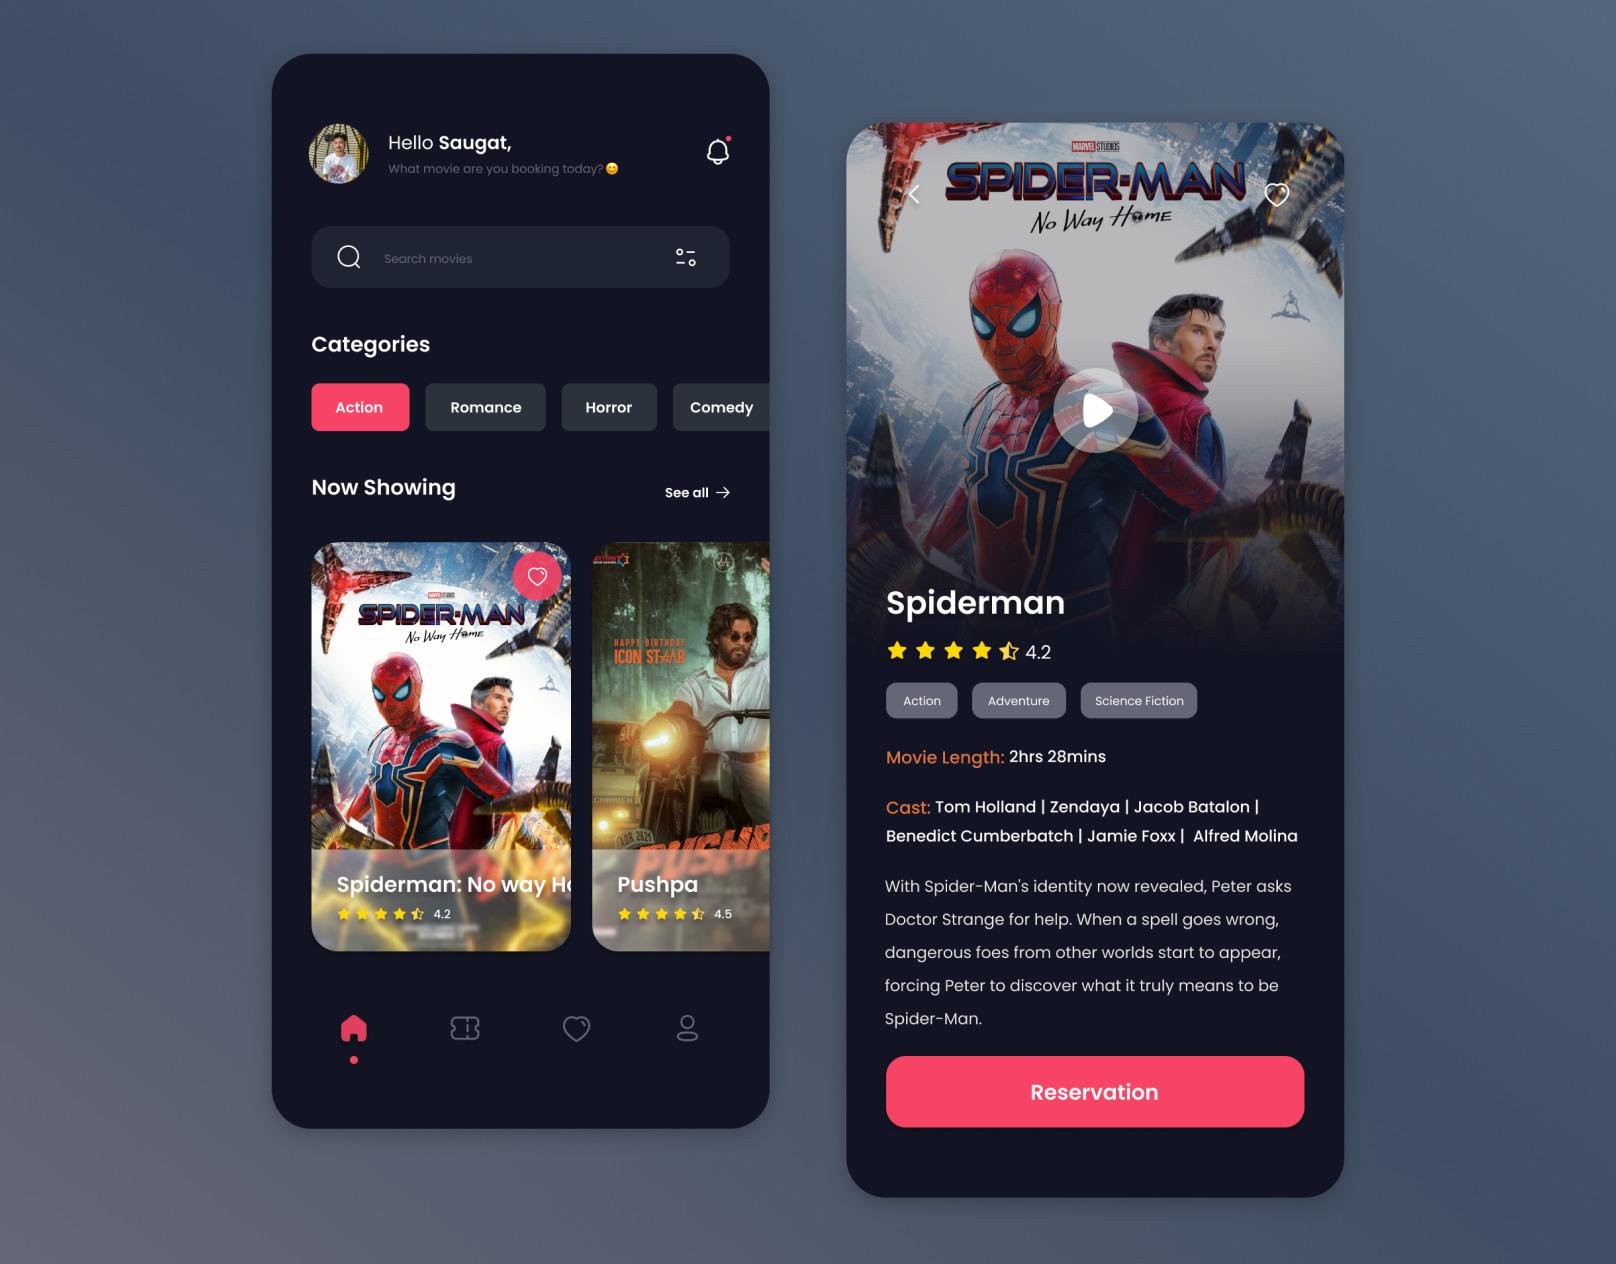 Hello Saugat,
What movie are you booking today? 😊
Search movies
Categories
Action
Romance
Horror
Comedy
Now Showing
See all
MARVEL STUDIOS
SPIDER-MAN
No Way Home
Spiderman: No way Ho
4.2
HAPPY BIRTHDAY
ICON STAAR
PUSHP
Pushpa
4.5
MARVEL STUDIOS
SPIDER-MAN
No Way Home
Spiderman
4.2
Action
Adventure
Science Fiction
Movie Length: 2hrs 28mins
Cast: Tom Holland | Zendaya | Jacob Batalon |
Benedict Cumberbatch | Jamie Foxx | Alfred Molina
With Spider-Man's identity now revealed, Peter asks
Doctor Strange for help. When a spell goes wrong,
dangerous foes from other worlds start to appear,
forcing Peter to discover what it truly means to be
Spider-Man.
Reservation